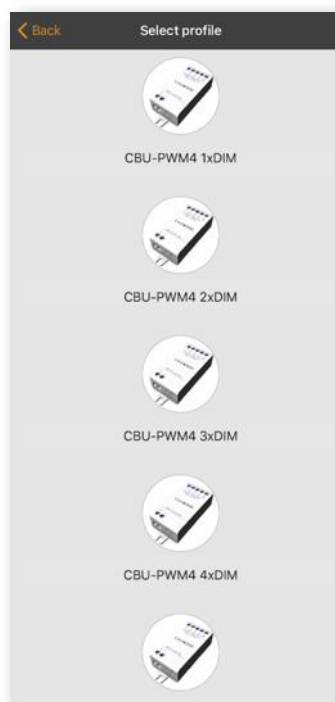 Back
Select profile
CBU-PWM4 1xDIM
CBU-PWM4 2xDIM
CBU-PWM4 3xDIM
CBU-PWM4 4xDIM